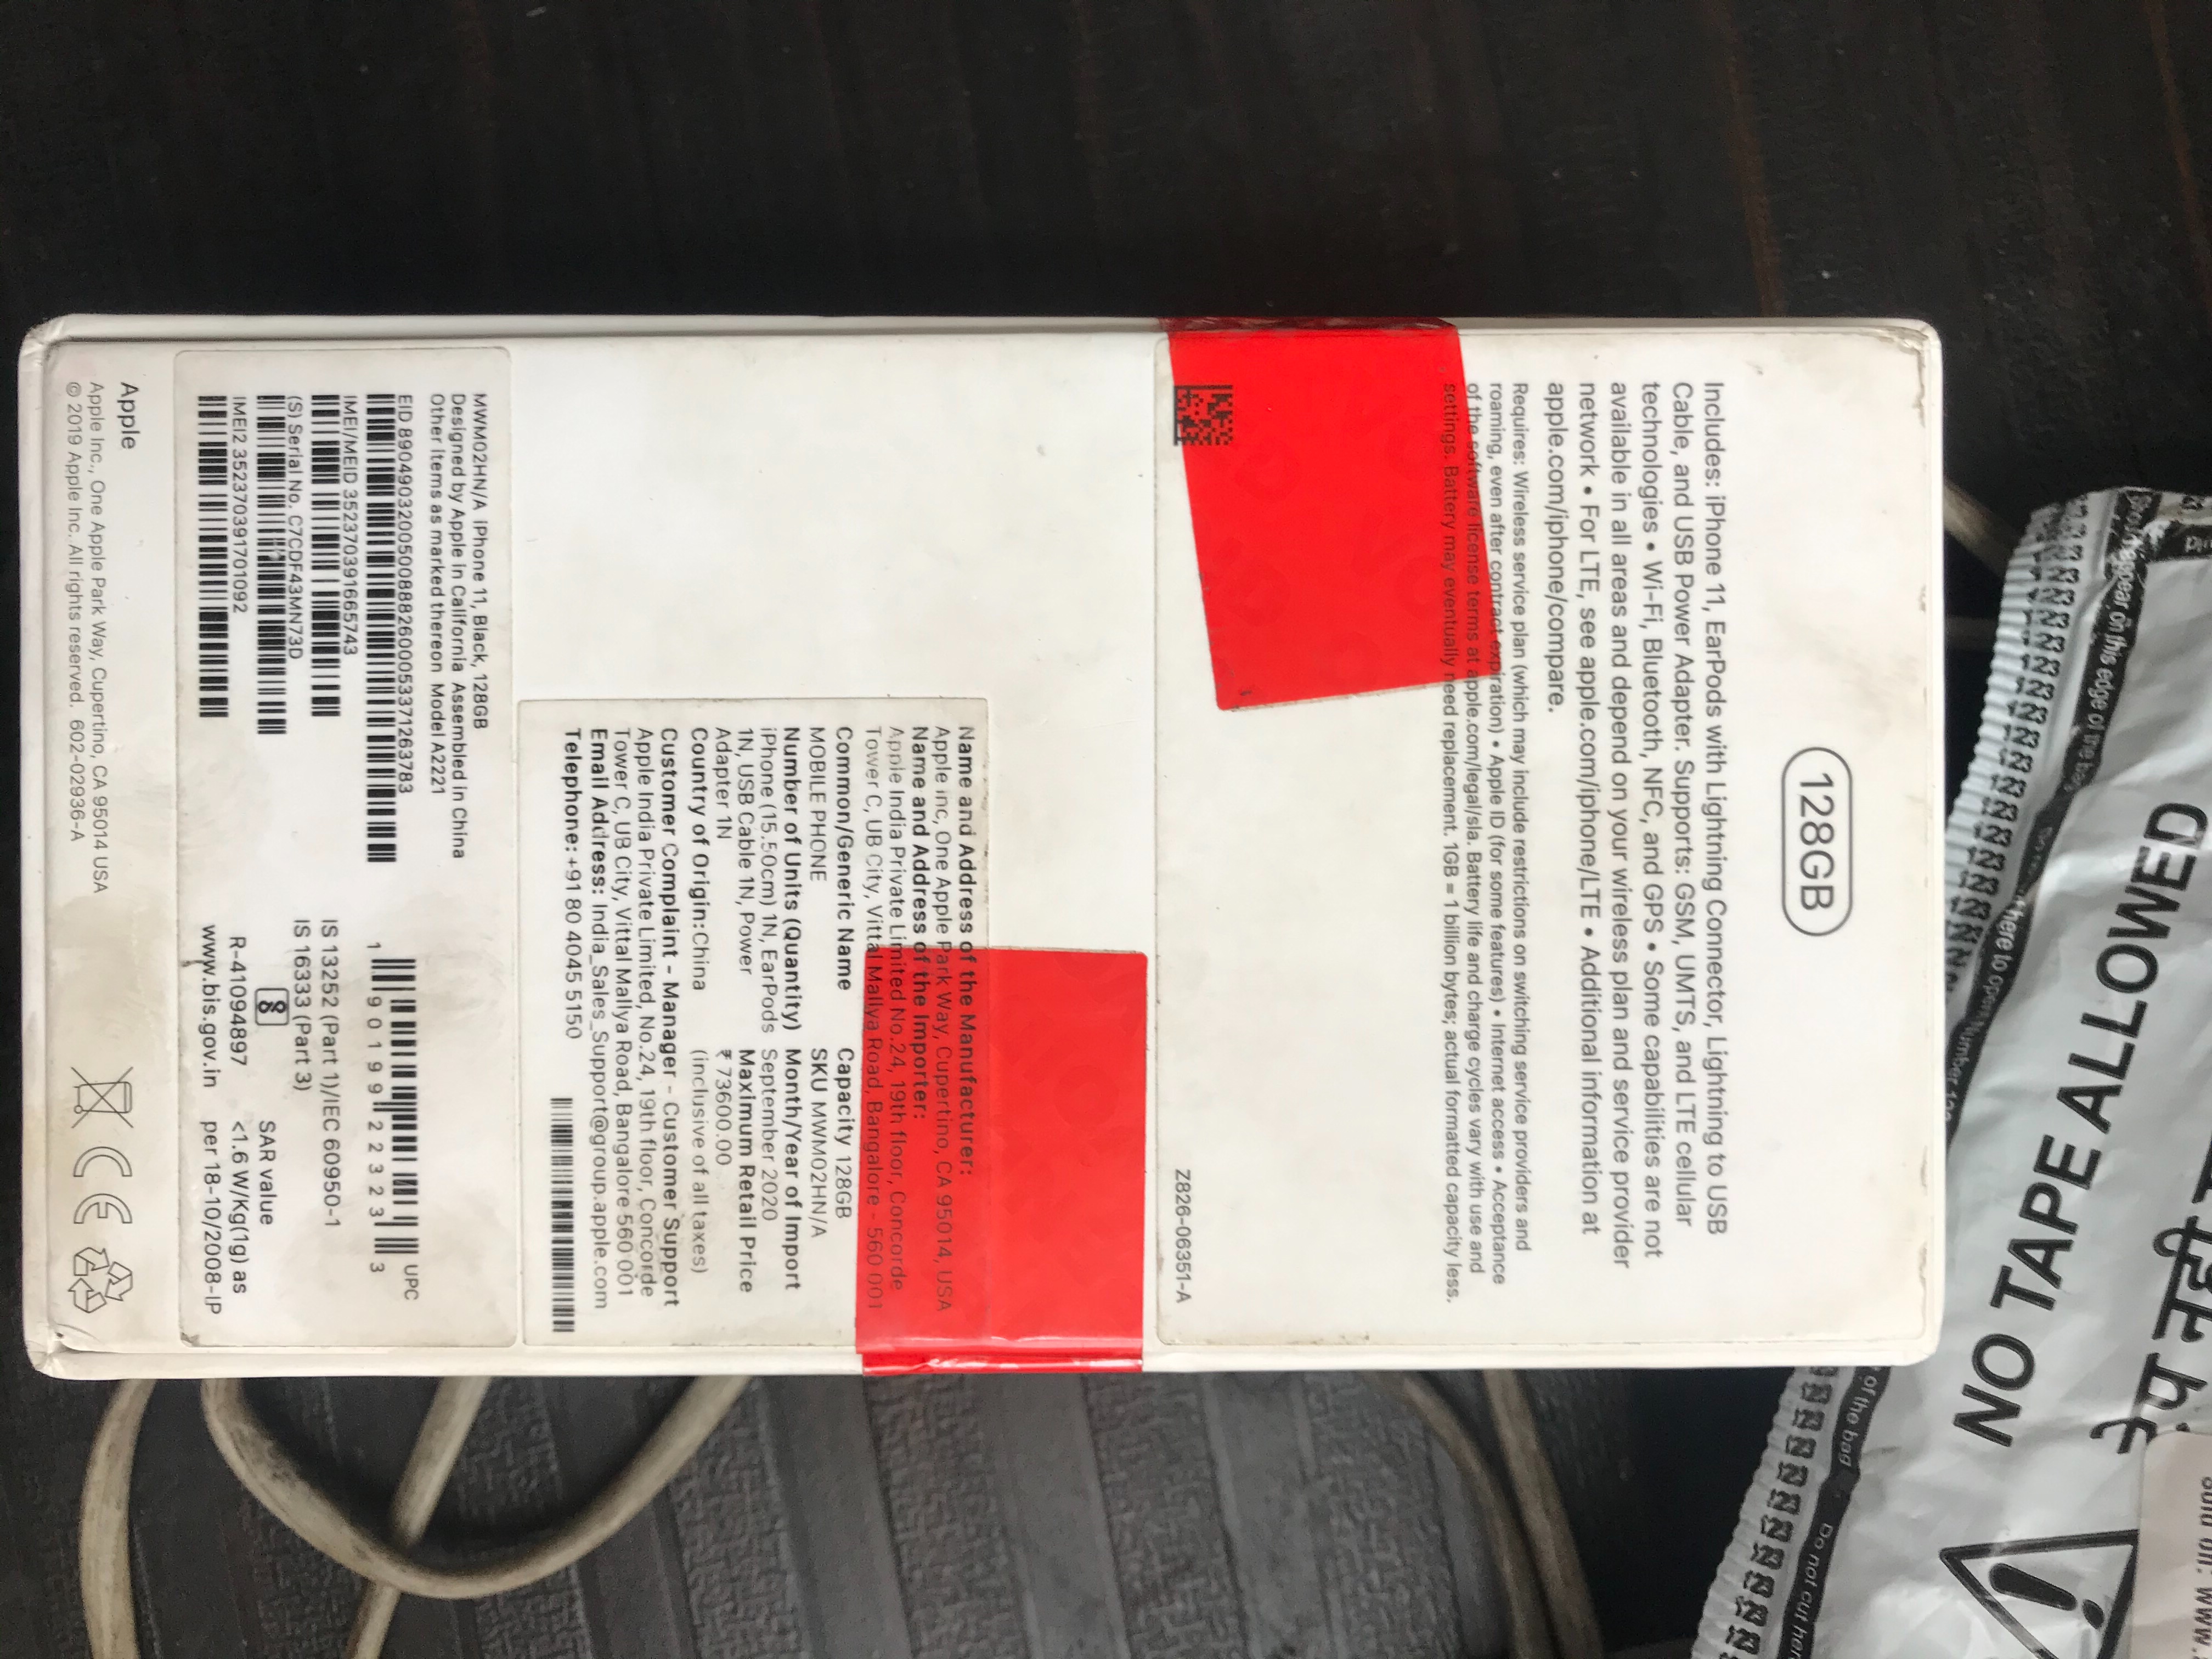 128GB
Includes: iPhone 11, EarPods with Lightning Connector, Lightning to USB
Cable, and USB Power Adapter. Supports: GSM, UMTS, and LTE cellular
technologies • Wi-Fi, Bluetooth, NFC, and GPS • Some capabilities are not
available in all areas and depend on your wireless plan and service provider
network • For LTE, see apple.com/iphone/LTE • Additional information at
apple.com/iphone/compare.
Requires: Wireless service plan (which may include restrictions on switching service providers and
roaming, even after contract expiration) • Apple ID (for some features) • Internet access • Acceptance
of the software license terms at apple.com/legal/sla. Battery life and charge cycles vary with use and
settings. Battery may eventually need replacement. 1GB = 1 billion bytes; actual formatted capacity less.
Z826-06351-A
Name and Address of the Manufacturer:
Apple inc, One Apple Park Way, Cupertino, CA 95014, USA
Name and Address of the Importer:
Apple India Private Limited No.24, 19th floor, Concorde
Tower C, UB City, Vittal Mallya Road, Bangalore - 560 001
Common/Generic Name Capacity 128GB
MOBILE PHONE SKU MWM02HN/A
Number of Units (Quantity) Month/Year of Import
iPhone (15.50cm) 1N, EarPods September 2020
1N, USB Cable 1N, Power Maximum Retail Price
Adapter 1N ₹ 73600.00
Country of Origin:China (inclusive of all taxes)
Customer Complaint - Manager - Customer Support
Apple India Private Limited, No.24, 19th floor, Concorde
Tower C, UB City, Vittal Mallya Road, Bangalore 560 001
Email Address: India_Sales_Support@group.apple.com
Telephone: +91 80 4045 5150
MWM02HN/A iPhone 11, Black, 128GB
Designed by Apple in California Assembled in China
Other items as marked thereon Model A2221
EID 89049032005008882600053371263783
IMEI/MEID 352370391665743
(S) Serial No. C7CDF43MN73D
IMEI2 352370391701092
UPC
1 90199 22323 3
IS 13252 (Part 1)/IEC 60950-1
IS 16333 (Part 3)
R-41094897
www.bis.gov.in
SAR value
<1.6 W/Kg(1g) as
per 18-10/2008-IP
Apple
Apple Inc., One Apple Park Way, Cupertino, CA 95014 USA
© 2019 Apple Inc. All rights reserved. 602-02936-A
CE
NO TAPE ALLOWED